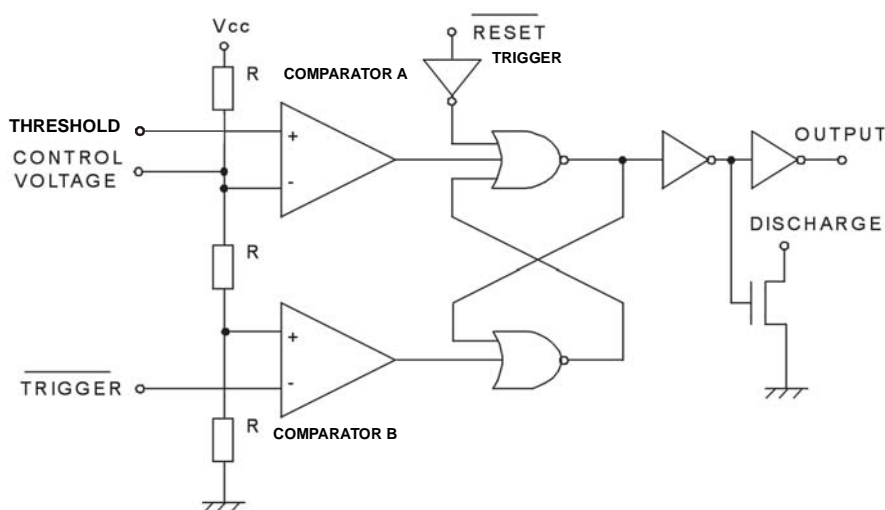 Vcc
R
COMPARATOR A
RESET
TRIGGER
THRESHOLD
+
CONTROL
VOLTAGE
-
OUTPUT
R
DISCHARGE
+
TRIGGER
-
R
COMPARATOR B